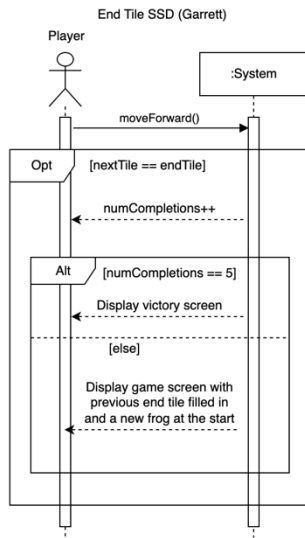 End Tile SSD (Garrett)
Player
:System
moveForward()
Opt
[nextTile == endTile]
numCompletions++
Alt
[numCompletions == 5]
Display victory screen
[else]
Display game screen with
previous end tile filled in
and a new frog at the start